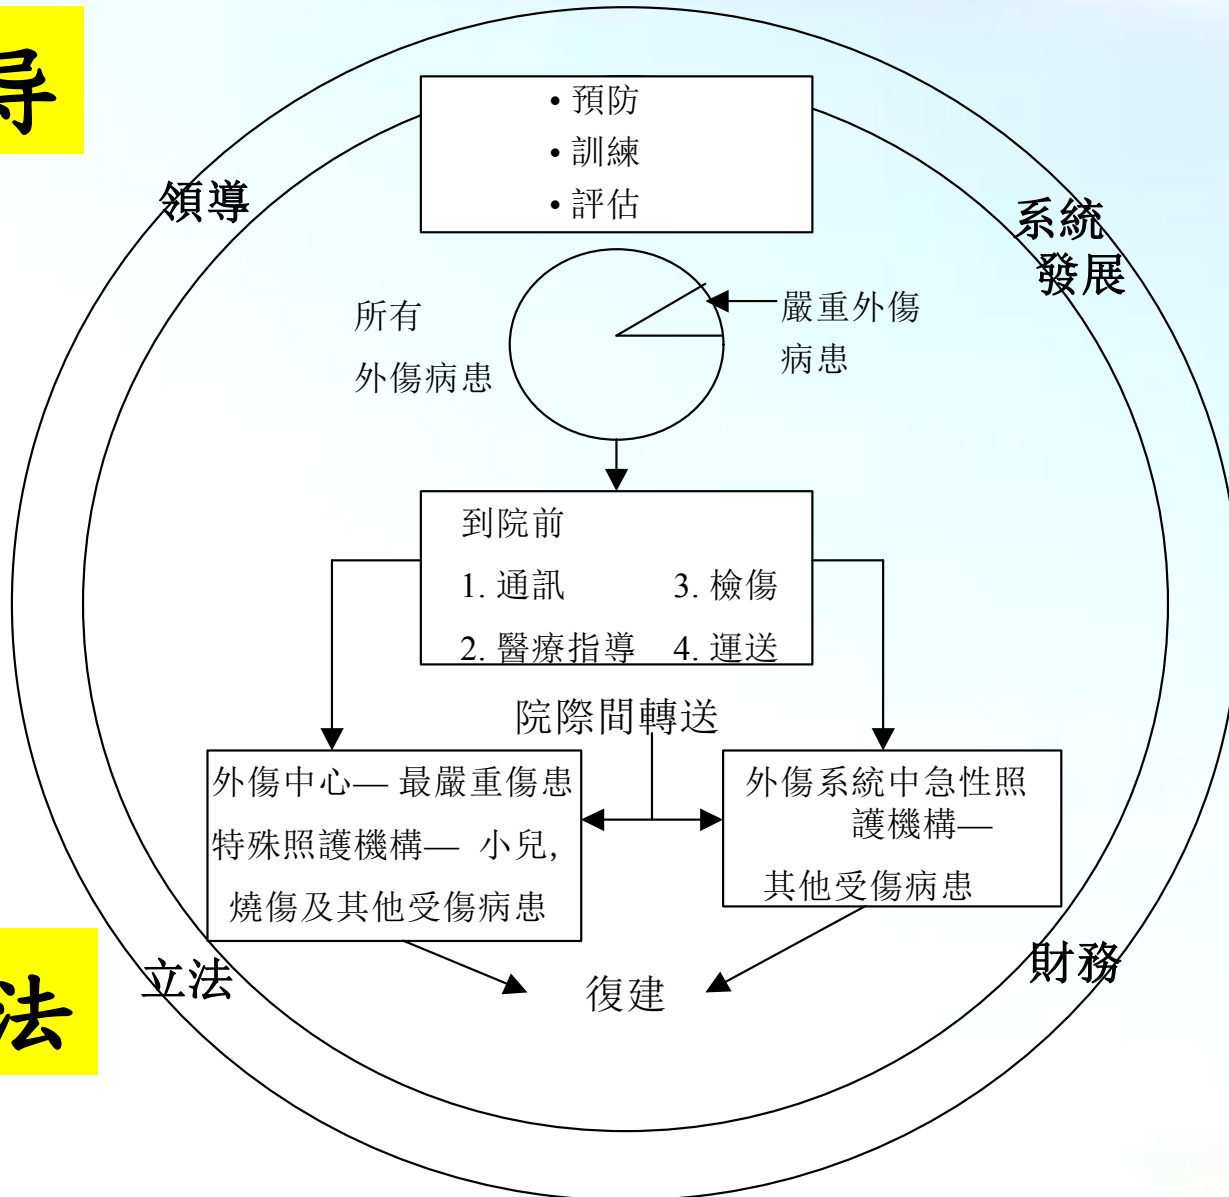 导
• 預防
• 訓練
• 評估
領導
系統
發展
所有
外傷病患
嚴重外傷
病患
到院前
1. 通訊 3. 檢傷
2. 醫療指導 4. 運送
院際間轉送
外傷中心— 最嚴重傷患
特殊照護機構— 小兒,
燒傷及其他受傷病患
外傷系統中急性照
護機構—
其他受傷病患
立法
財務
復建
法